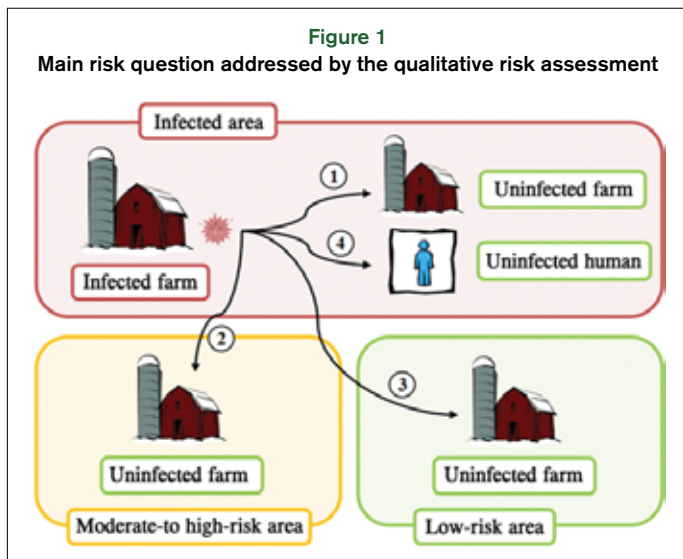 Figure 1
Main risk question addressed by the qualitative risk assessment
Infected area
1
Uninfected farm
4
Uninfected human
Infected farm
2
3
Uninfected farm
Uninfected farm
Moderate-to high-risk area
Low-risk area